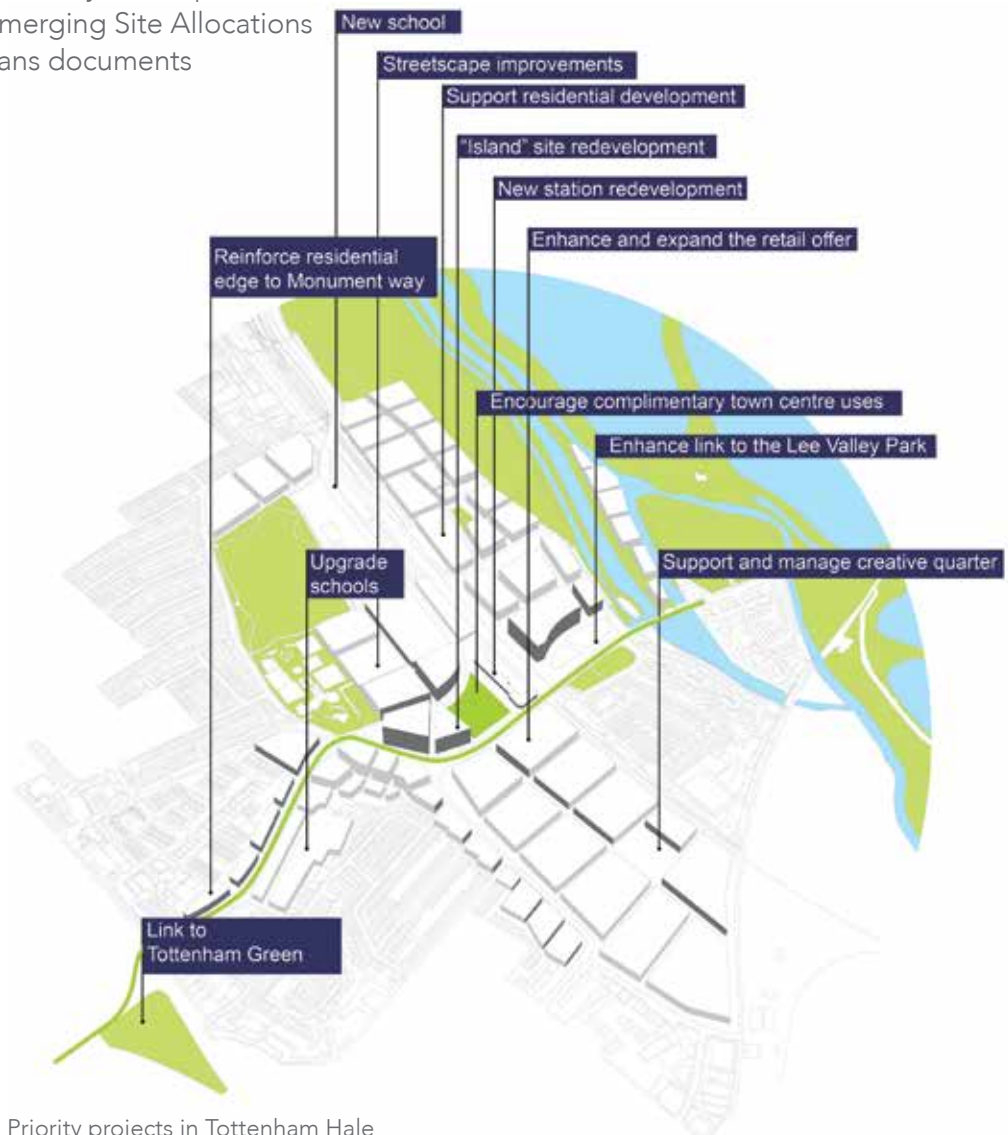 merging Site Allocations
ans documents
New school
Streetscape improvements
Support residential development
"Island" site redevelopment
New station redevelopment
Enhance and expand the retail offer
Reinforce residential
edge to Monument way
Encourage complimentary town centre uses
Enhance link to the Lee Valley Park
Upgrade
schools
Support and manage creative quarter
Link to
Tottenham Green
Priority projects in Tottenham Hale